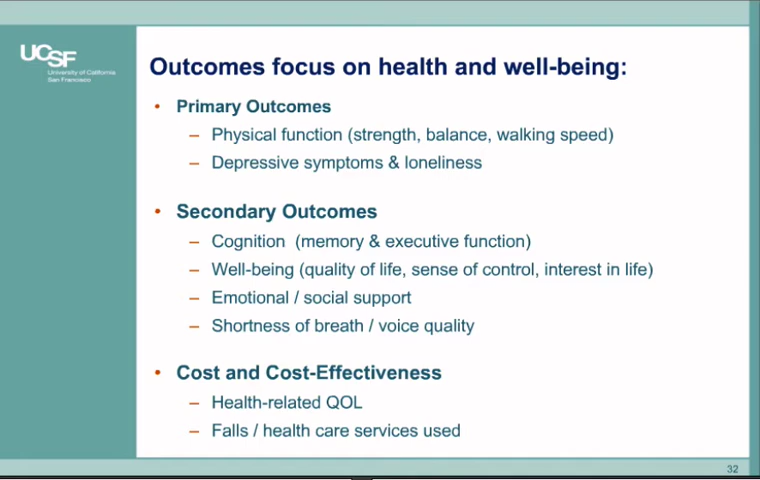 UCSF
University of California
San Francisco
Outcomes focus on health and well-being:
• Primary Outcomes
– Physical function (strength, balance, walking speed)
– Depressive symptoms & loneliness
• Secondary Outcomes
– Cognition (memory & executive function)
– Well-being (quality of life, sense of control, interest in life)
– Emotional / social support
– Shortness of breath / voice quality
• Cost and Cost-Effectiveness
– Health-related QOL
– Falls / health care services used
32